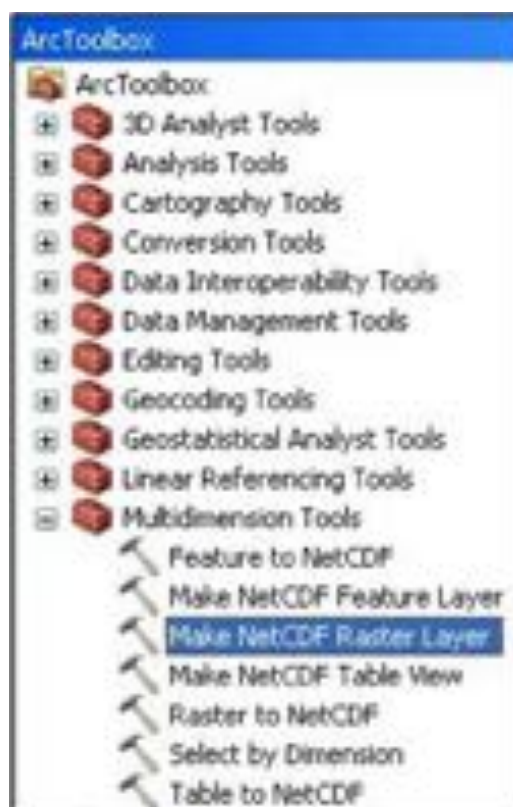 ArcToolbox
ArcToolbox
3D Analyst Tools
Analysis Tools
Cartography Tools
Conversion Tools
Data Interoperability Tools
Data Management Tools
Editing Tools
Geocoding Tools
Geostatistical Analyst Tools
Linear Referencing Tools
Multidimension Tools
Feature to NetCDF
Make NetCDF Feature Layer
Make NetCDF Raster Layer
Make NetCDF Table View
Raster to NetCDF
Select by Dimension
Table to NetCDF